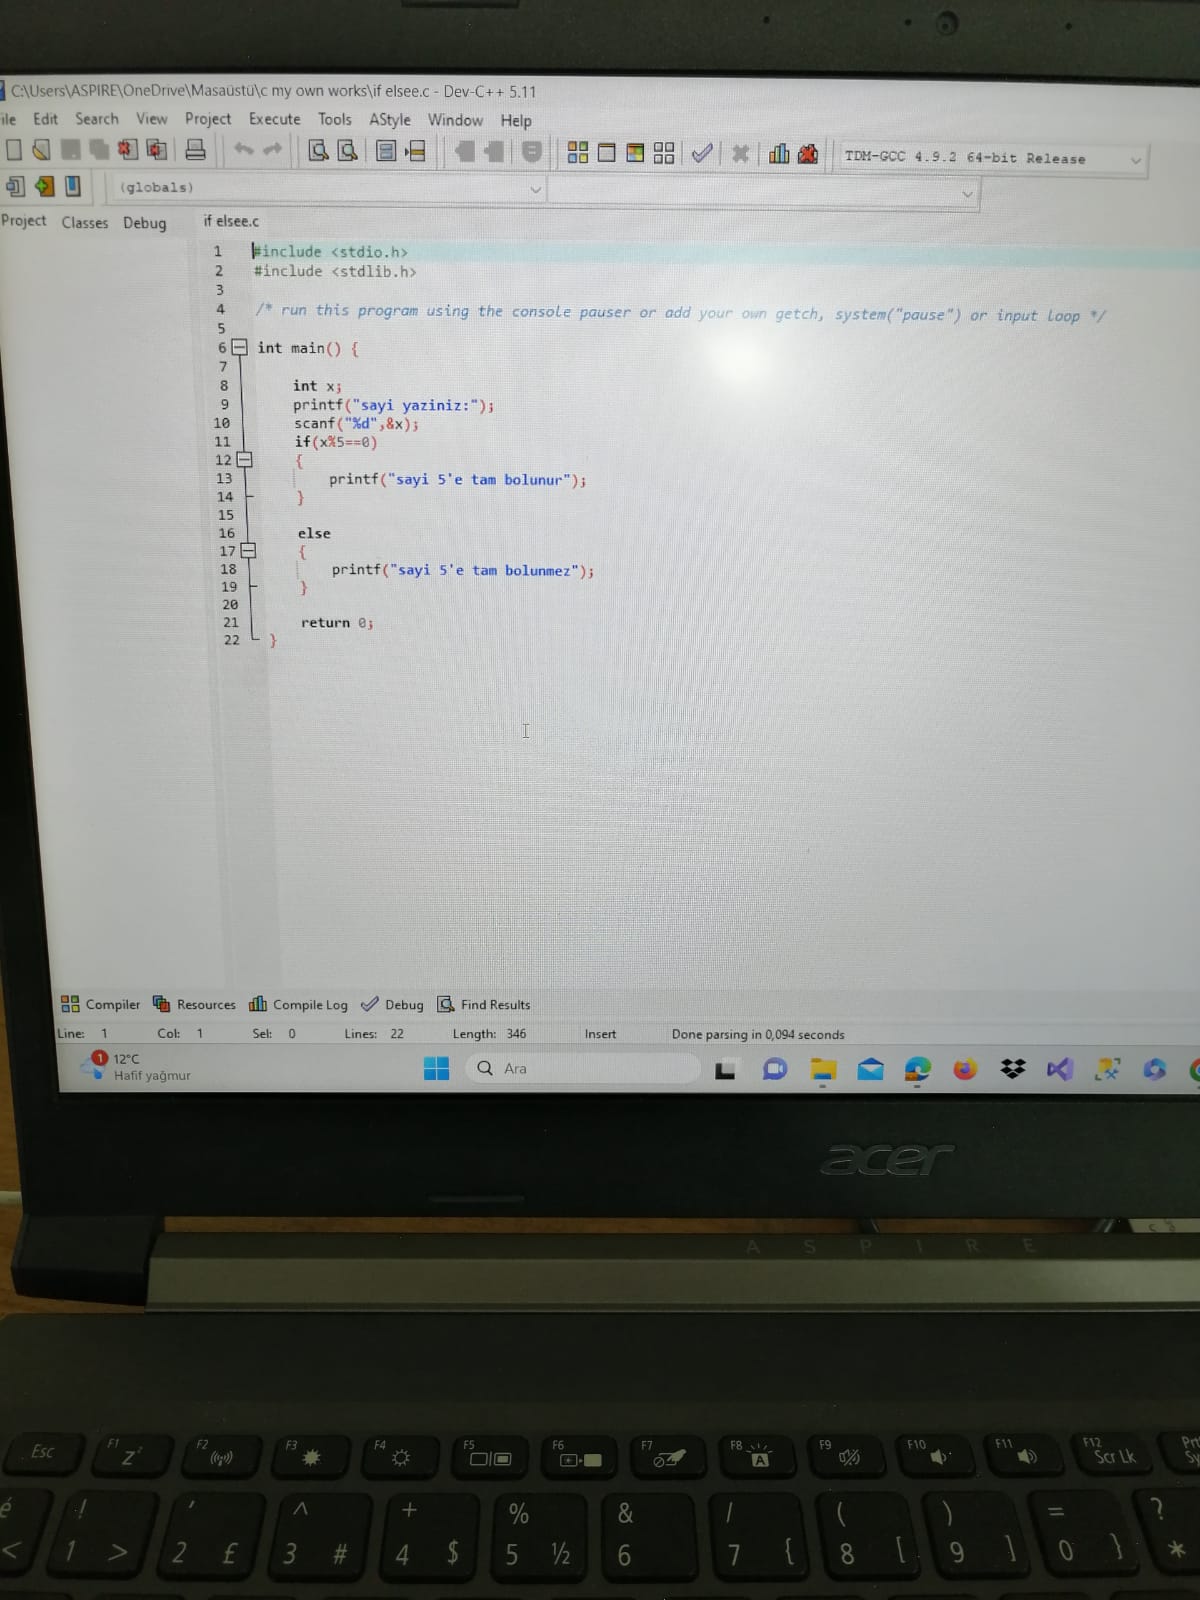 C:\Users\ASPIRE\OneDrive\Masaüstü\c my own works\if elsee.c - Dev-C++ 5.11
ile Edit Search View Project Execute Tools AStyle Window Help
TDM-GCC 4.9.2 64-bit Release
(globals)
Project Classes Debug if elsee.c
1 #include <stdio.h>
2 #include <stdlib.h>
3
4 /* run this program using the console pauser or add your own getch, system("pause") or input loop */
5
6 int main() {
7
8 int x;
9 printf("sayi yaziniz:");
10 scanf("%d",&x);
11 if(x%5==0)
12 {
13 printf("sayi 5'e tam bolunur");
14 }
15
16 else
17 {
18 printf("sayi 5'e tam bolunmez");
19 }
20
21 return 0;
22 }
Compiler Resources Compile Log Debug Find Results
Line: 1 Col: 1 Sel: 0 Lines: 22 Length: 346 Insert Done parsing in 0,094 seconds
1 12°C
Hafif yağmur
Ara
acer
ASPIRE
Esc F1 F2 F3 F4 F5 F6 F7 F8 F9 F10 F11 F12
Z A Scr Lk
é ! ' ^ + % & / ( ) = ?
< 1 > 2 £ 3 # 4 $ 5 ½ 6 7 { 8 [ 9 ] 0 } *